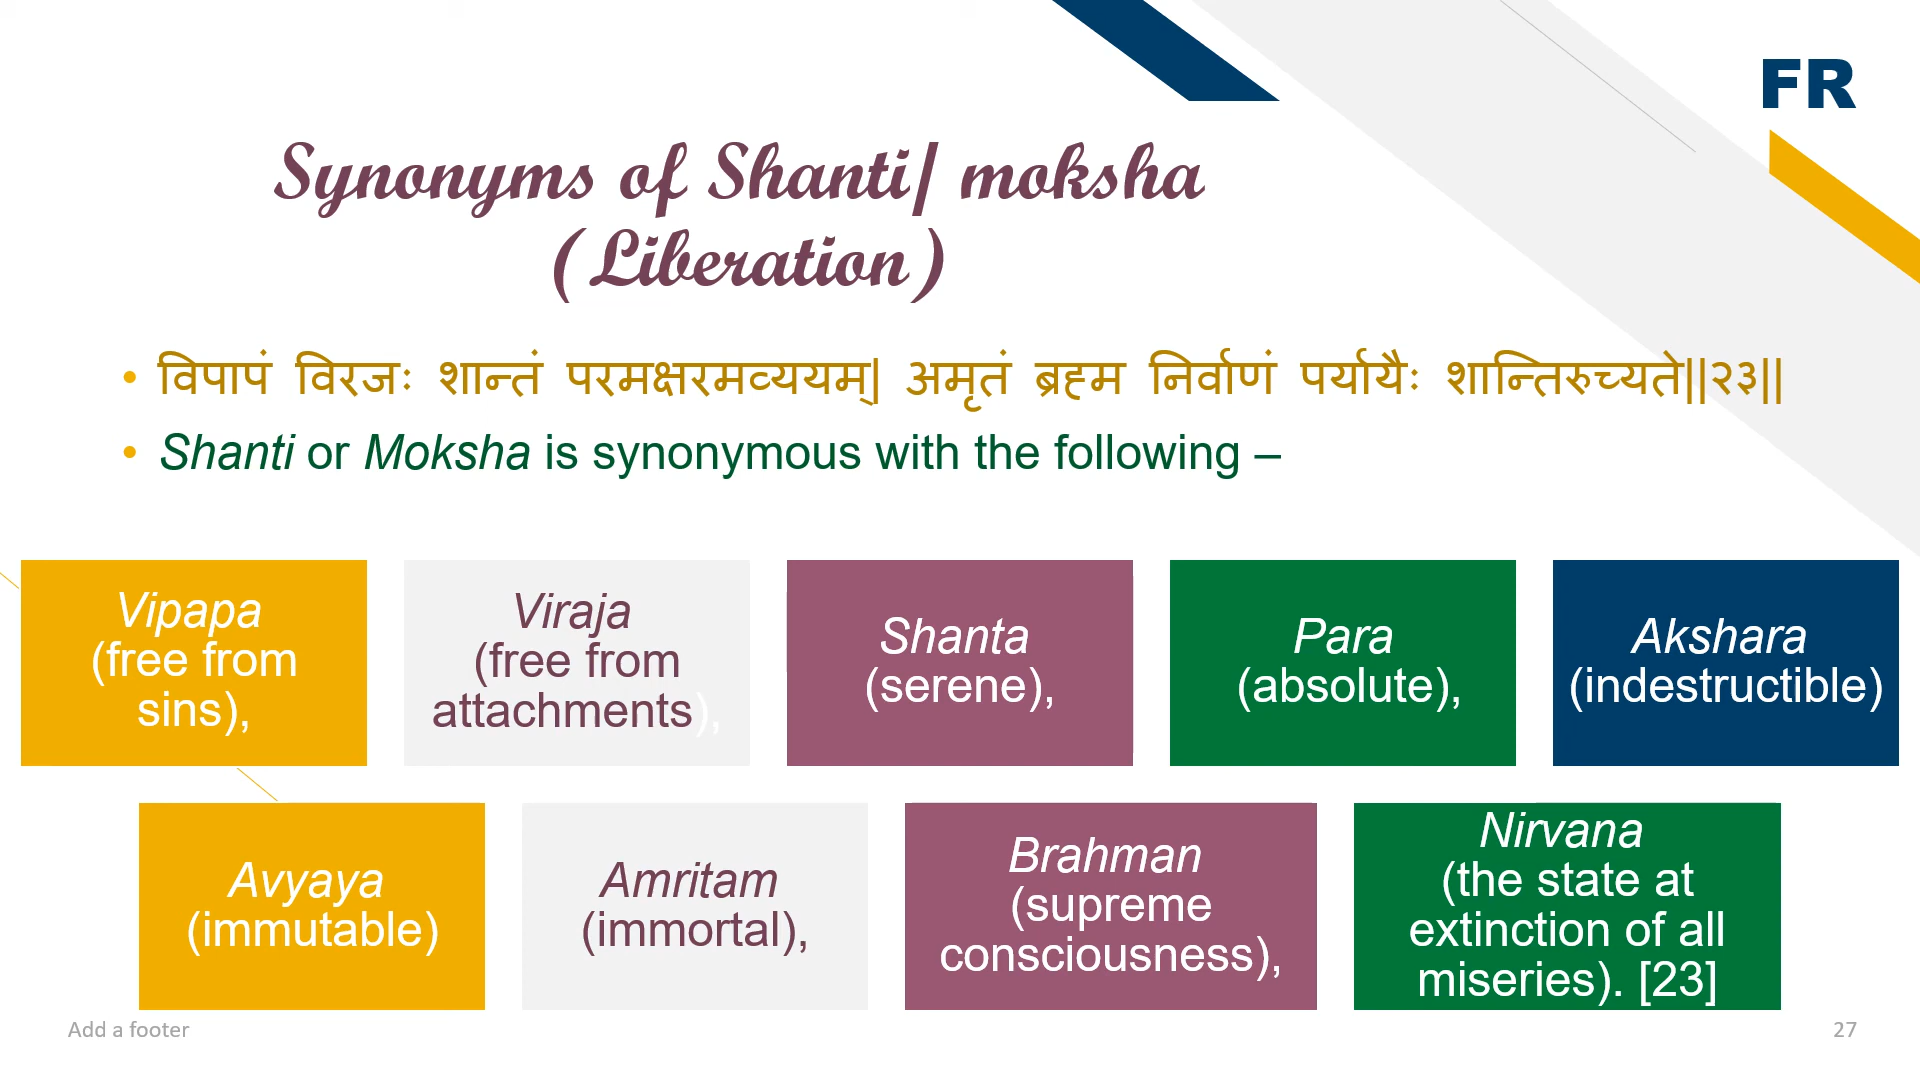 FR
Synonyms of Shanti/ moksha
(Liberation)
• विपापं विरजः शान्तं परमक्षरमव्ययम्| अमृतं ब्रह्म निर्वाणं पर्यायैः शान्तिरुच्यते||२३||
• Shanti or Moksha is synonymous with the following –
Vipapa
(free from
sins),
Viraja
(free from
attachments),
Shanta
(serene),
Para
(absolute),
Akshara
(indestructible)
Avyaya
(immutable)
Amritam
(immortal),
Brahman
(supreme
consciousness),
Nirvana
(the state at
extinction of all
miseries). [23]
Add a footer
27